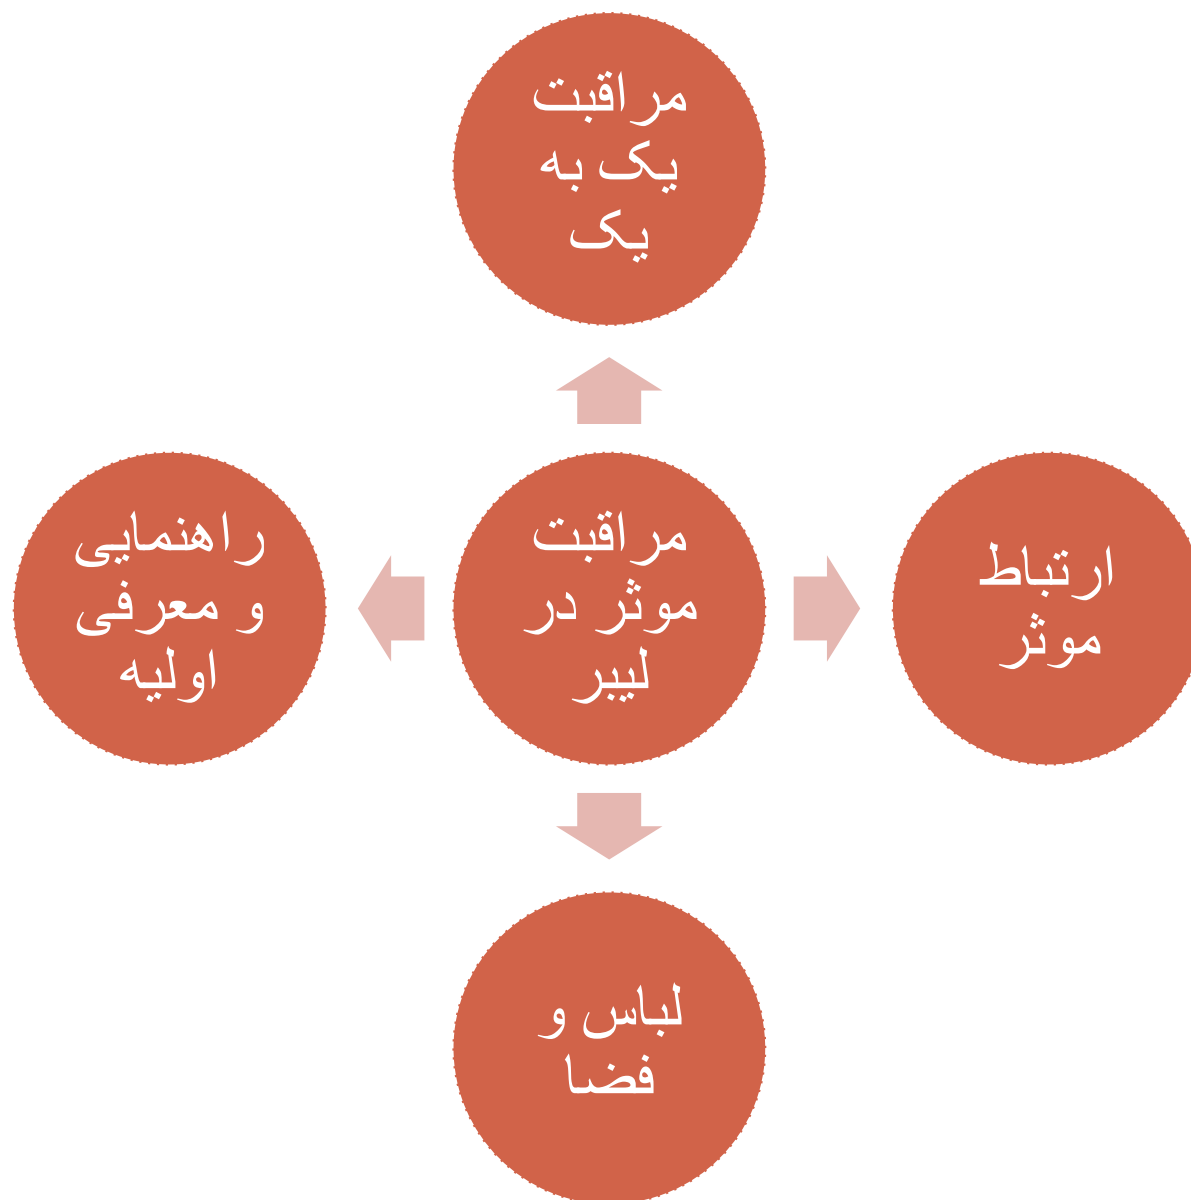 مراقبت
یک به
یک
راهنمایی
و معرفی
اولیه
مراقبت
موثر در
لیبر
ارتباط
موثر
لباس و
فضا